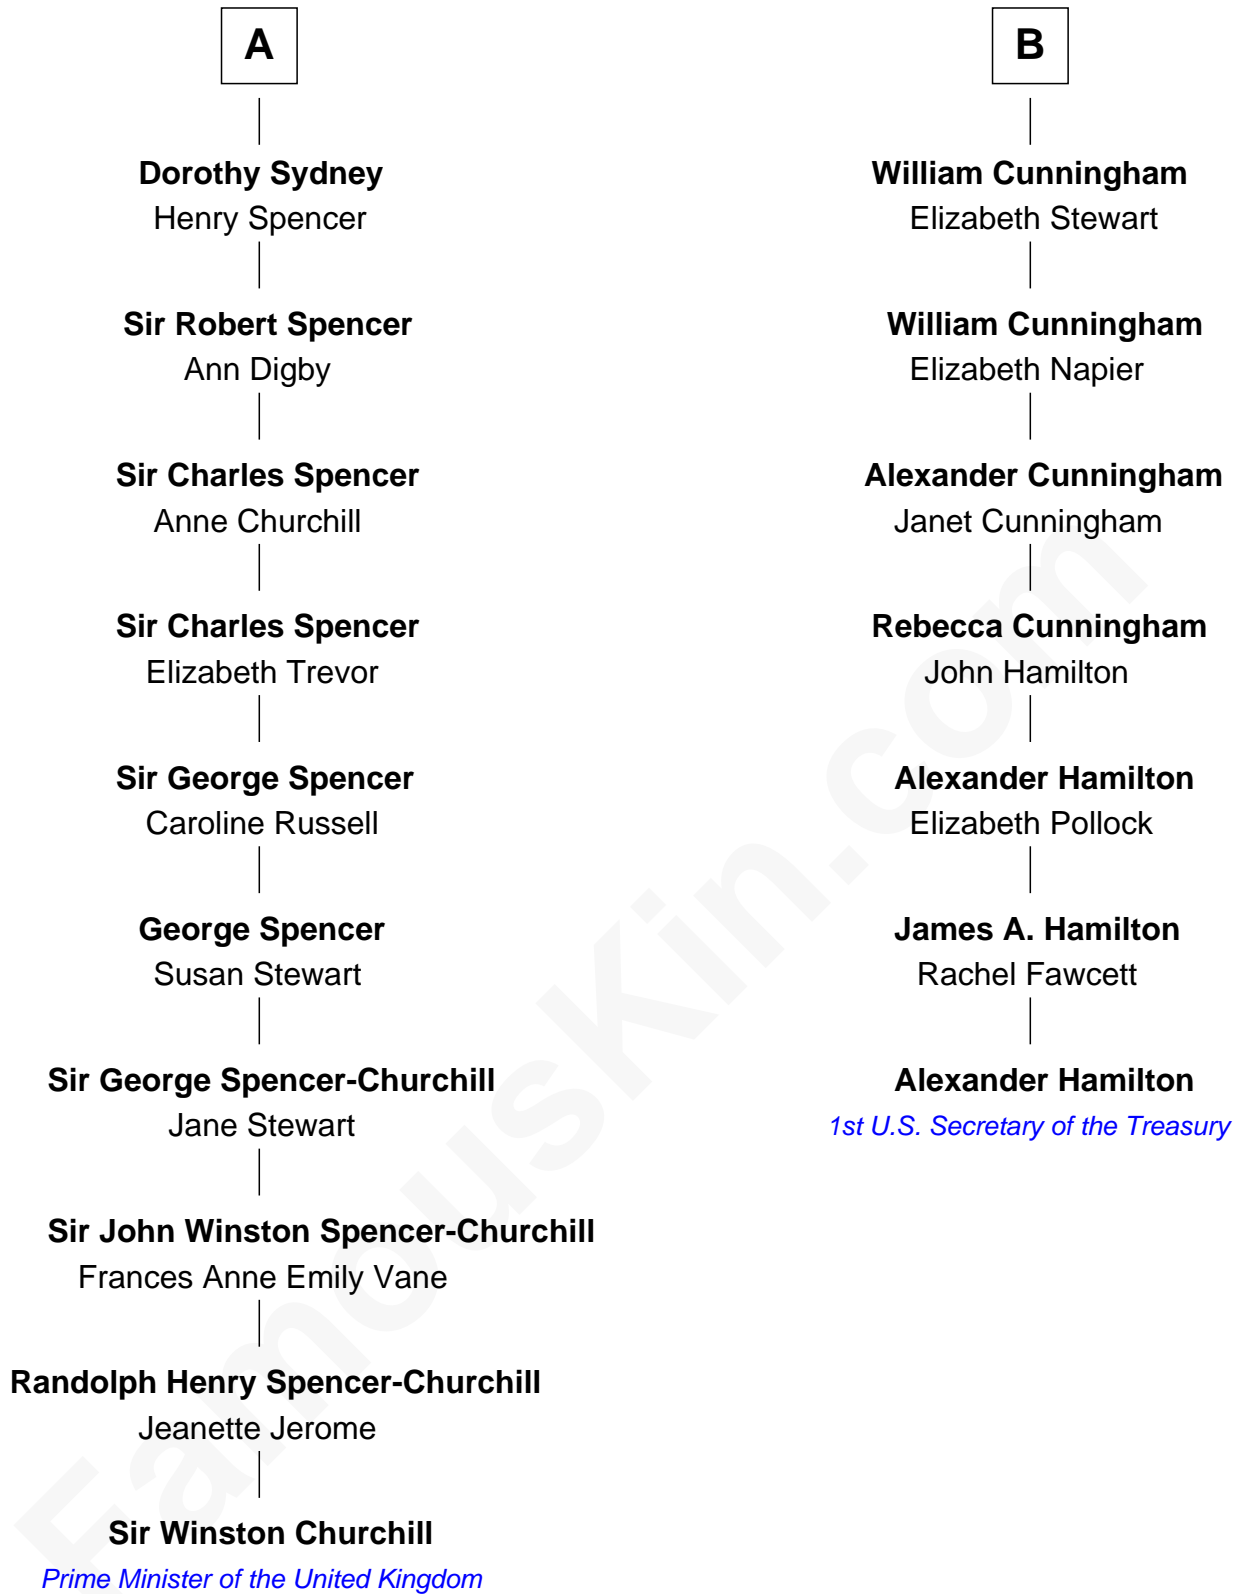 A
Dorothy Sydney
Henry Spencer
Sir Robert Spencer
Ann Digby
Sir Charles Spencer
Anne Churchill
Sir Charles Spencer
Elizabeth Trevor
Sir George Spencer
Caroline Russell
George Spencer
Susan Stewart
Sir George Spencer-Churchill
Jane Stewart
Sir John Winston Spencer-Churchill
Frances Anne Emily Vane
Randolph Henry Spencer-Churchill
Jeanette Jerome
Sir Winston Churchill
Prime Minister of the United Kingdom
B
William Cunningham
Elizabeth Stewart
William Cunningham
Elizabeth Napier
Alexander Cunningham
Janet Cunningham
Rebecca Cunningham
John Hamilton
Alexander Hamilton
Elizabeth Pollock
James A. Hamilton
Rachel Fawcett
Alexander Hamilton
1st U.S. Secretary of the Treasury
FamousKin.com